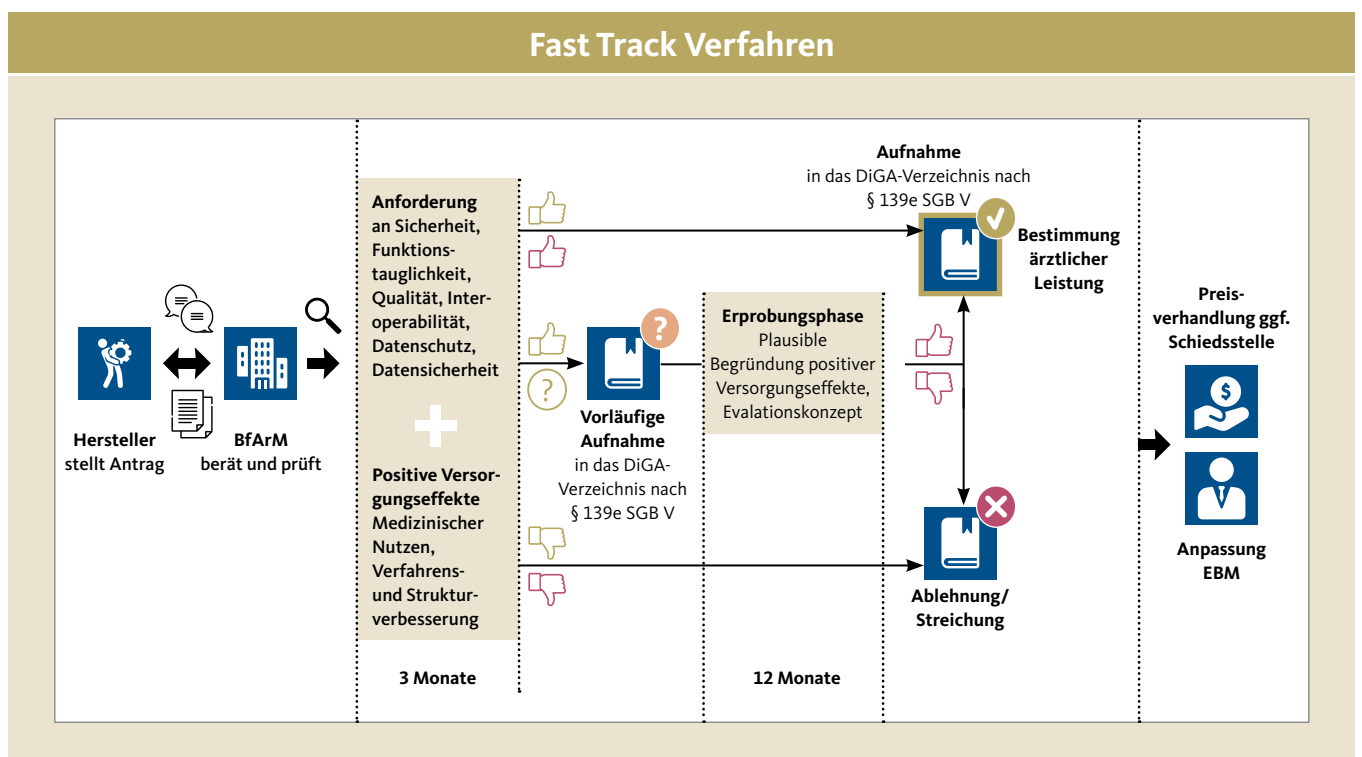 Fast Track Verfahren
Hersteller
stellt Antrag
BfArM
berät und prüft
Anforderung
an Sicherheit,
Funktions-
tauglichkeit,
Qualität, Inter-
operabilität,
Datenschutz,
Datensicherheit
+
Positive Versor-
gungseffekte
Medizinischer
Nutzen,
Verfahrens-
und Struktur-
verbesserung
3 Monate
?
?
Vorläufige
Aufnahme
in das DiGA-
Verzeichnis nach
§ 139e SGB V
Erprobungsphase
Plausible
Begründung positiver
Versorgungseffekte,
Evalationskonzept
12 Monate
Aufnahme
in das DiGA-Verzeichnis nach
§ 139e SGB V
Bestimmung
ärztlicher
Leistung
Ablehnung/
Streichung
Preis-
verhandlung ggf.
Schiedsstelle
$
Anpassung
EBM